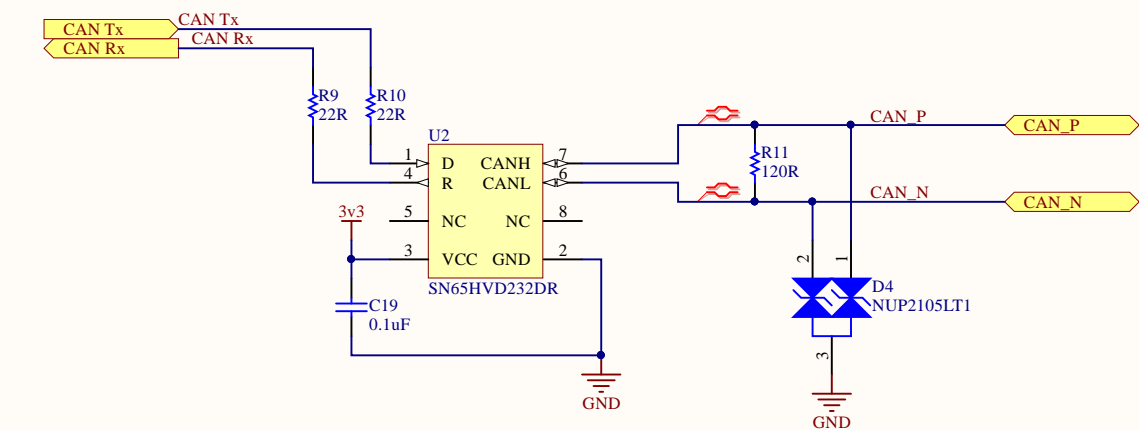 CAN Tx
CAN Tx
CAN Rx
CAN Rx
R9
22R
R10
22R
U2
1
D
CANH
7
4
R
CANL
6
5
NC
NC
8
3
VCC
GND
2
SN65HVD232DR
3v3
C19
0.1uF
GND
CAN_P
CAN_P
R11
120R
CAN_N
CAN_N
2
1
D4
NUP2105LT1
3
GND